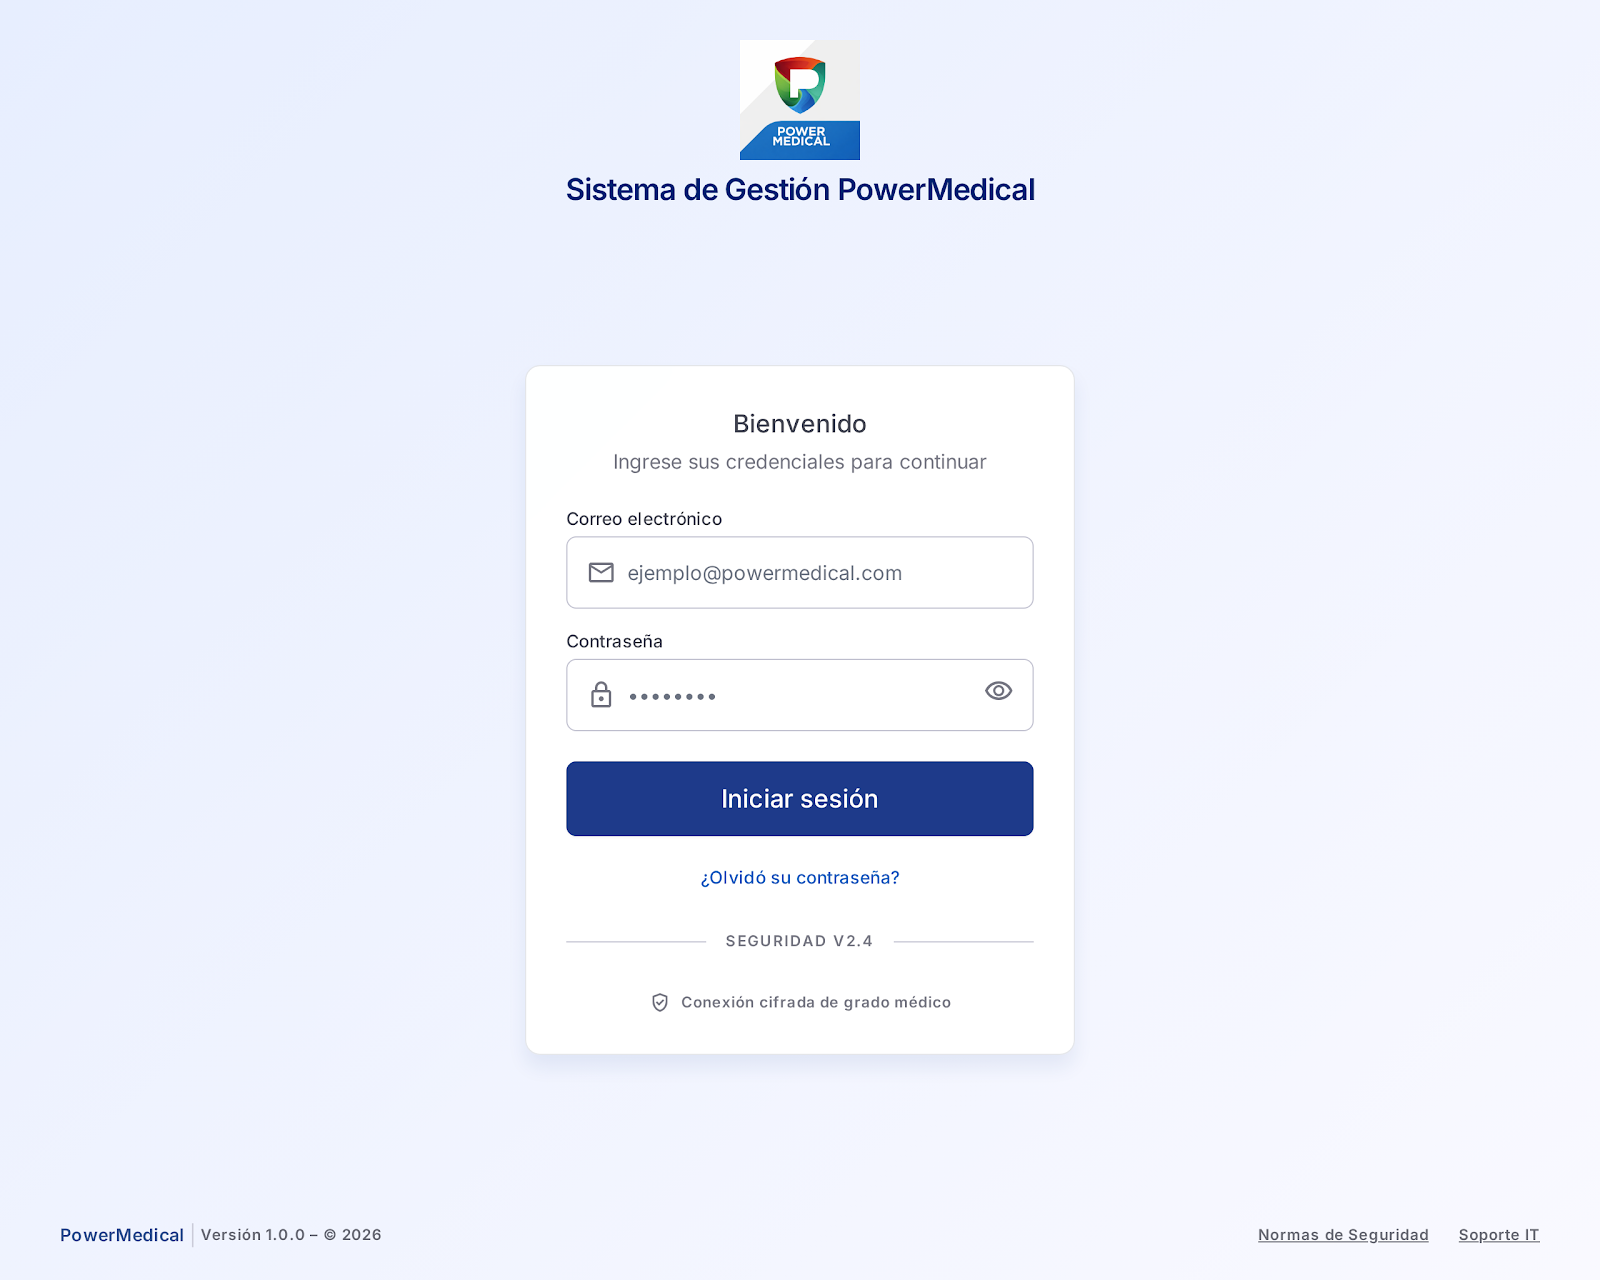 POWER
MEDICAL
Sistema de Gestión PowerMedical
Bienvenido
Ingrese sus credenciales para continuar
Correo electrónico
ejemplo@powermedical.com
Contraseña
••••••••
Iniciar sesión
¿Olvidó su contraseña?
SEGURIDAD V2.4
Conexión cifrada de grado médico
PowerMedical Versión 1.0.0 – © 2026
Normas de Seguridad Soporte IT